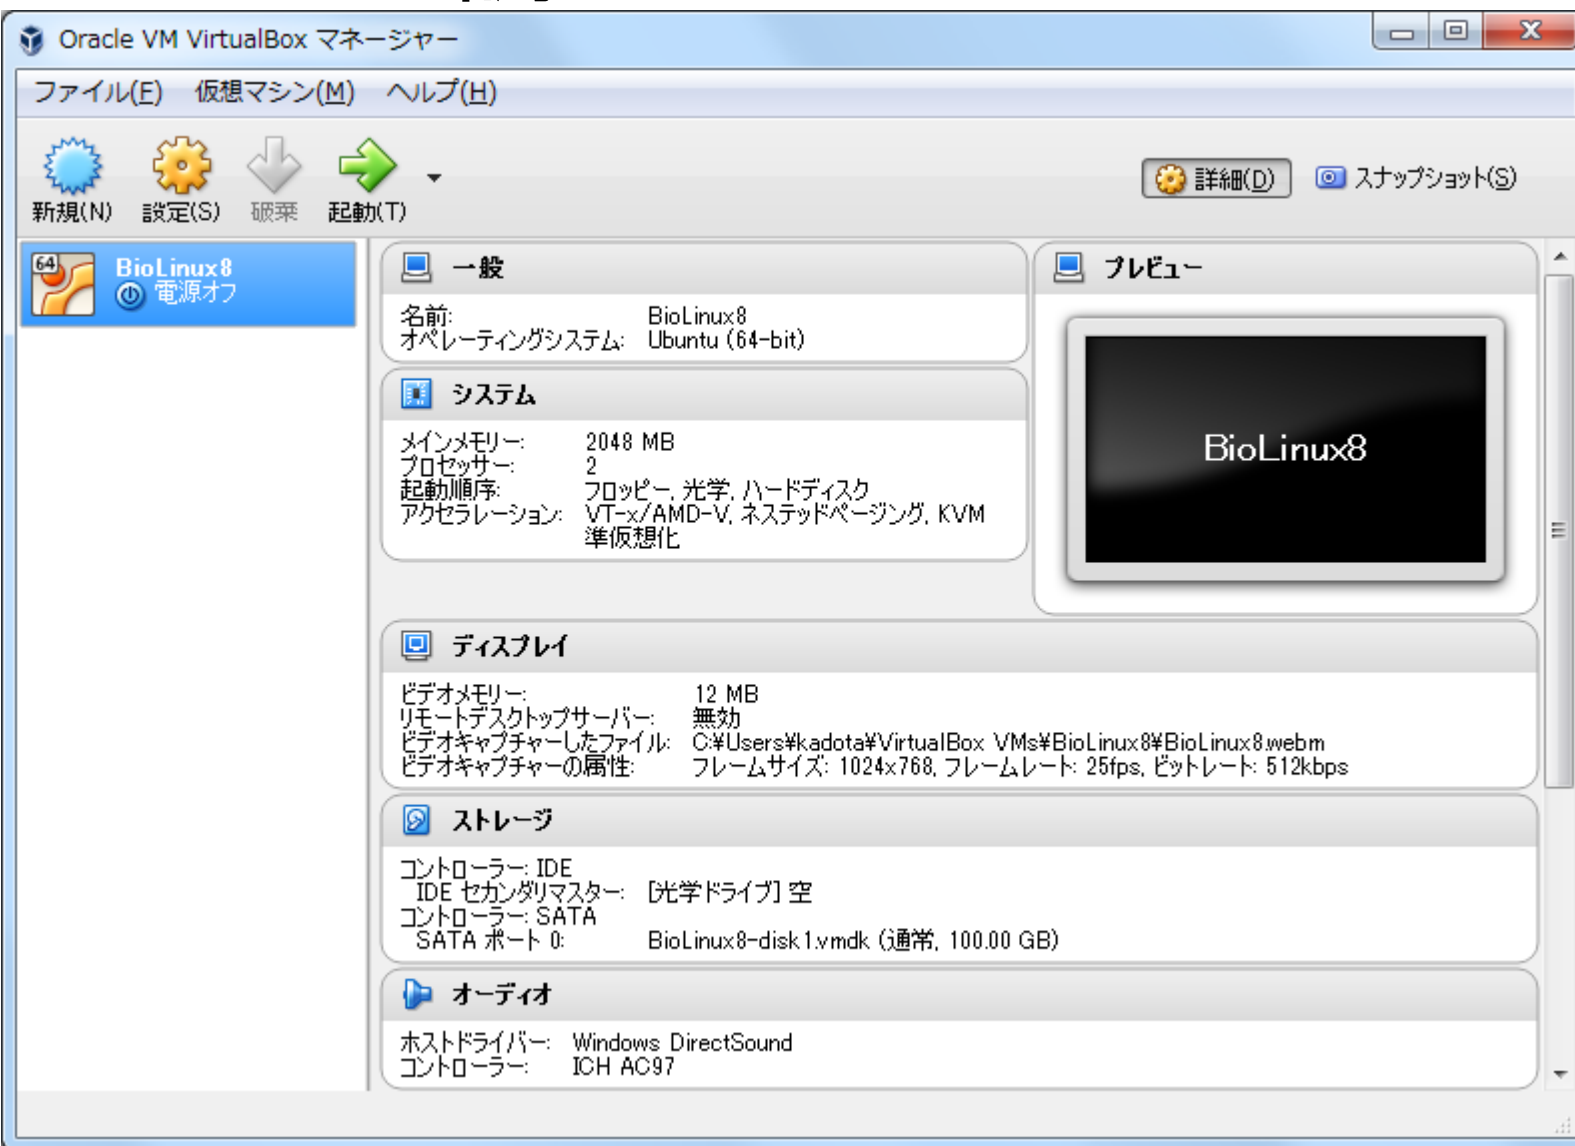 Oracle VM VirtualBox マネージャー
ファイル(F) 仮想マシン(M) ヘルプ(H)
新規(N) 設定(S) 破棄 起動(T) 詳細(D) スナップショット(S)
64 BioLinux8
電源オフ
一般
名前: BioLinux8
オペレーティングシステム: Ubuntu (64-bit)
プレビュー
BioLinux8
システム
メインメモリー: 2048 MB
プロセッサー: 2
起動順序: フロッピー, 光学, ハードディスク
アクセラレーション: VT-x/AMD-V, ネステッドページング, KVM
準仮想化
ディスプレイ
ビデオメモリー: 12 MB
リモートデスクトップサーバー: 無効
ビデオキャプチャーしたファイル: C:¥Users¥kadota¥VirtualBox VMs¥BioLinux8¥BioLinux8.webm
ビデオキャプチャーの属性: フレームサイズ: 1024x768, フレームレート: 25fps, ビットレート: 512kbps
ストレージ
コントローラー: IDE
IDE セカンダリマスター: [光学ドライブ] 空
コントローラー: SATA
SATA ポート 0: BioLinux8-disk1.vmdk (通常, 100.00 GB)
オーディオ
ホストドライバー: Windows DirectSound
コントローラー: ICH AC97